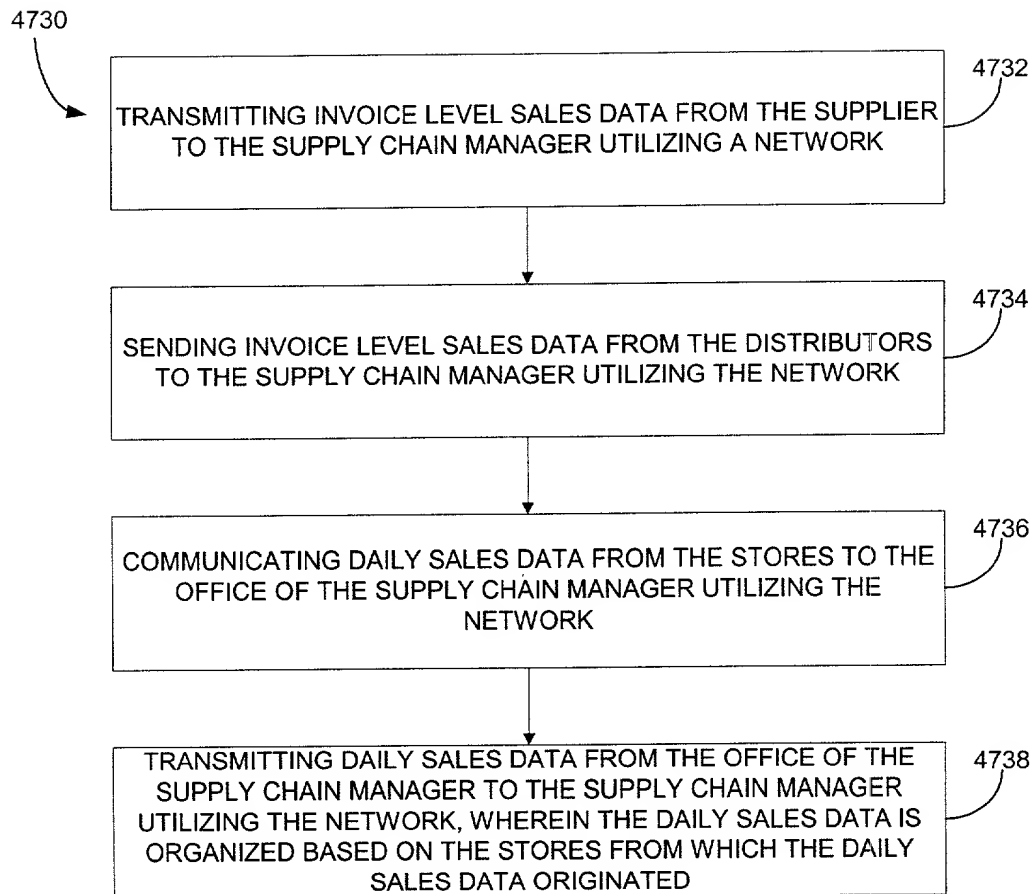 4730
4732
TRANSMITTING INVOICE LEVEL SALES DATA FROM THE SUPPLIER
TO THE SUPPLY CHAIN MANAGER UTILIZING A NETWORK
4734
SENDING INVOICE LEVEL SALES DATA FROM THE DISTRIBUTORS
TO THE SUPPLY CHAIN MANAGER UTILIZING THE NETWORK
4736
COMMUNICATING DAILY SALES DATA FROM THE STORES TO THE
OFFICE OF THE SUPPLY CHAIN MANAGER UTILIZING THE
NETWORK
4738
TRANSMITTING DAILY SALES DATA FROM THE OFFICE OF THE
SUPPLY CHAIN MANAGER TO THE SUPPLY CHAIN MANAGER
UTILIZING THE NETWORK, WHEREIN THE DAILY SALES DATA IS
ORGANIZED BASED ON THE STORES FROM WHICH THE DAILY
SALES DATA ORIGINATED